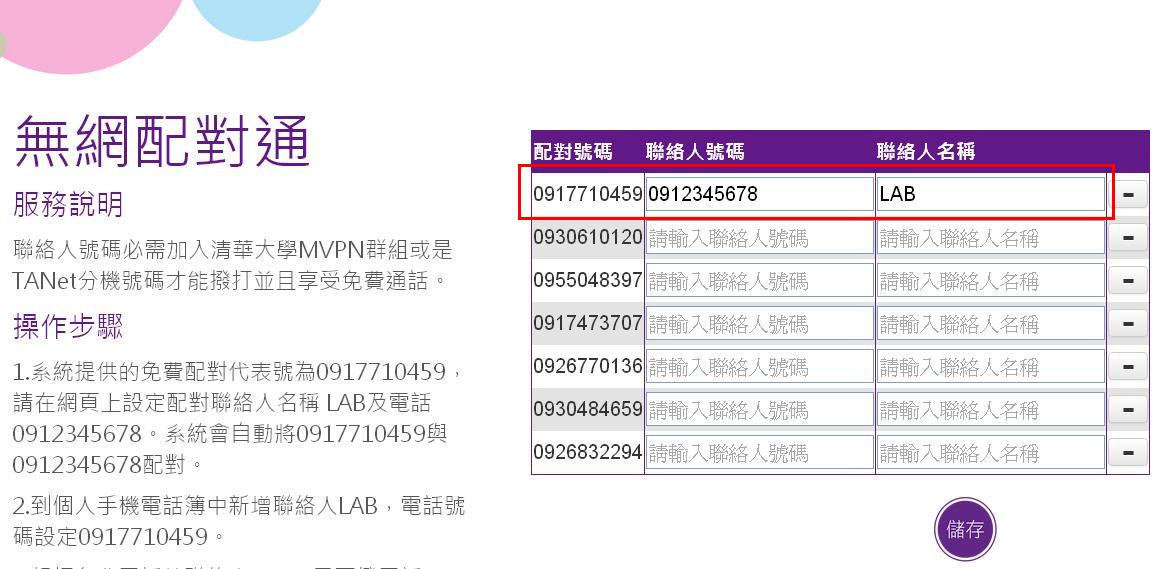 無網配對通
服務說明
聯絡人號碼必需加入清華大學MVPN群組或是
TANet分機號碼才能撥打並且享受免費通話。
操作步驟
1.系統提供的免費配對代表號為0917710459，
請在網頁上設定配對聯絡人名稱 LAB及電話
0912345678。系統會自動將0917710459與
0912345678配對。
2.到個人手機電話簿中新增聯絡人LAB，電話號
碼設定0917710459。
配對號碼 聯絡人號碼 聯絡人名稱
0917710459 0912345678 LAB -
0930610120 請輸入聯絡人號碼 請輸入聯絡人名稱 -
0955048397 請輸入聯絡人號碼 請輸入聯絡人名稱 -
0917473707 請輸入聯絡人號碼 請輸入聯絡人名稱 -
0926770136 請輸入聯絡人號碼 請輸入聯絡人名稱 -
0930484659 請輸入聯絡人號碼 請輸入聯絡人名稱 -
0926832294 請輸入聯絡人號碼 請輸入聯絡人名稱 -
儲存